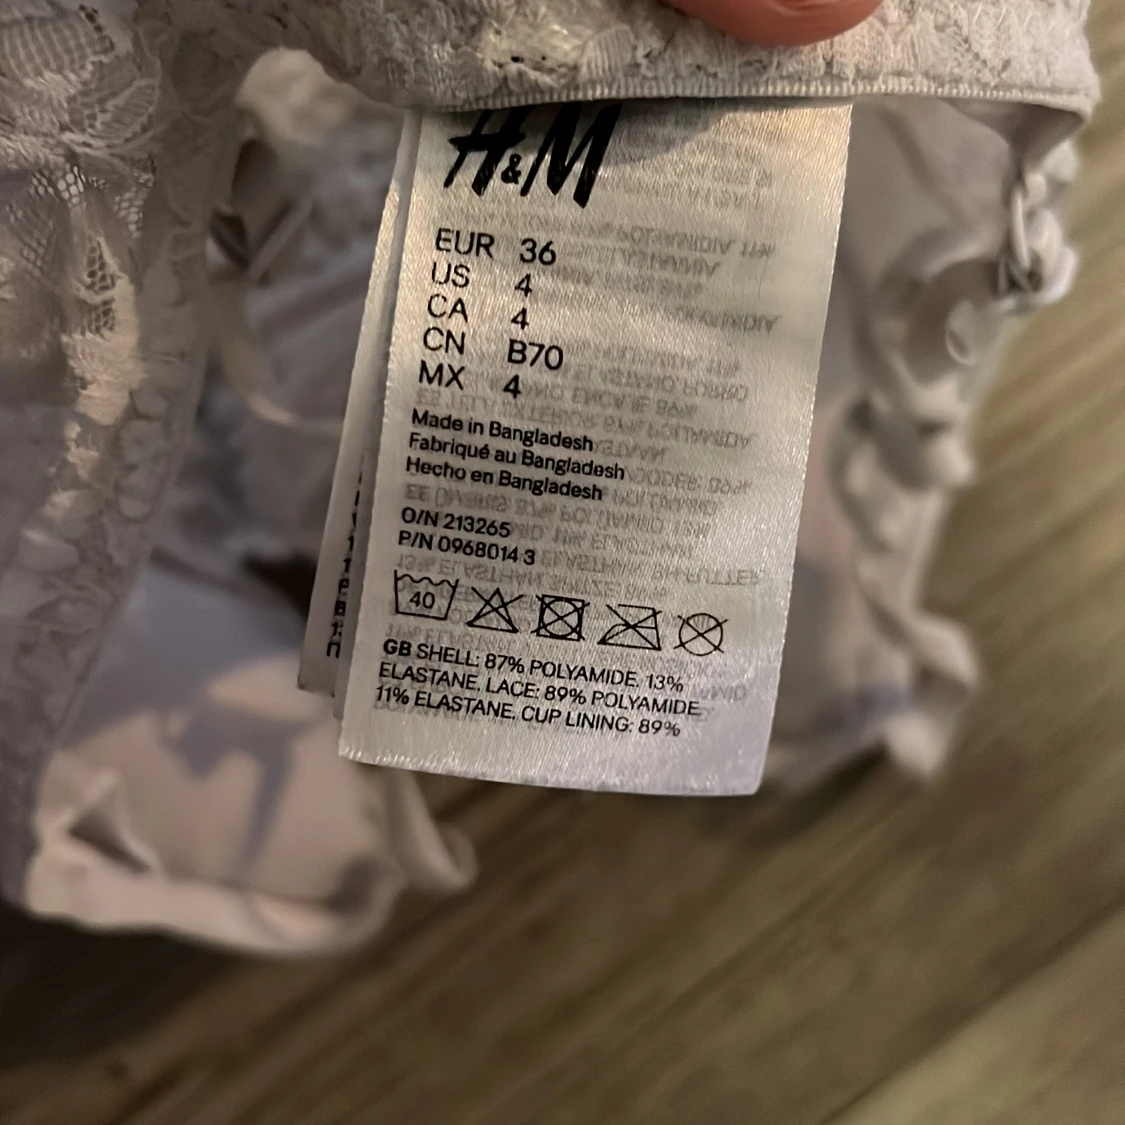 H&M
EUR 36
US 4
CA 4
CN B70
MX 4
Made in Bangladesh
Fabriqué au Bangladesh
Hecho en Bangladesh
O/N 213265
P/N 0968014 3
40
GB SHELL: 87% POLYAMIDE. 13%
ELASTANE. LACE: 89% POLYAMIDE
11% ELASTANE. CUP LINING: 89%